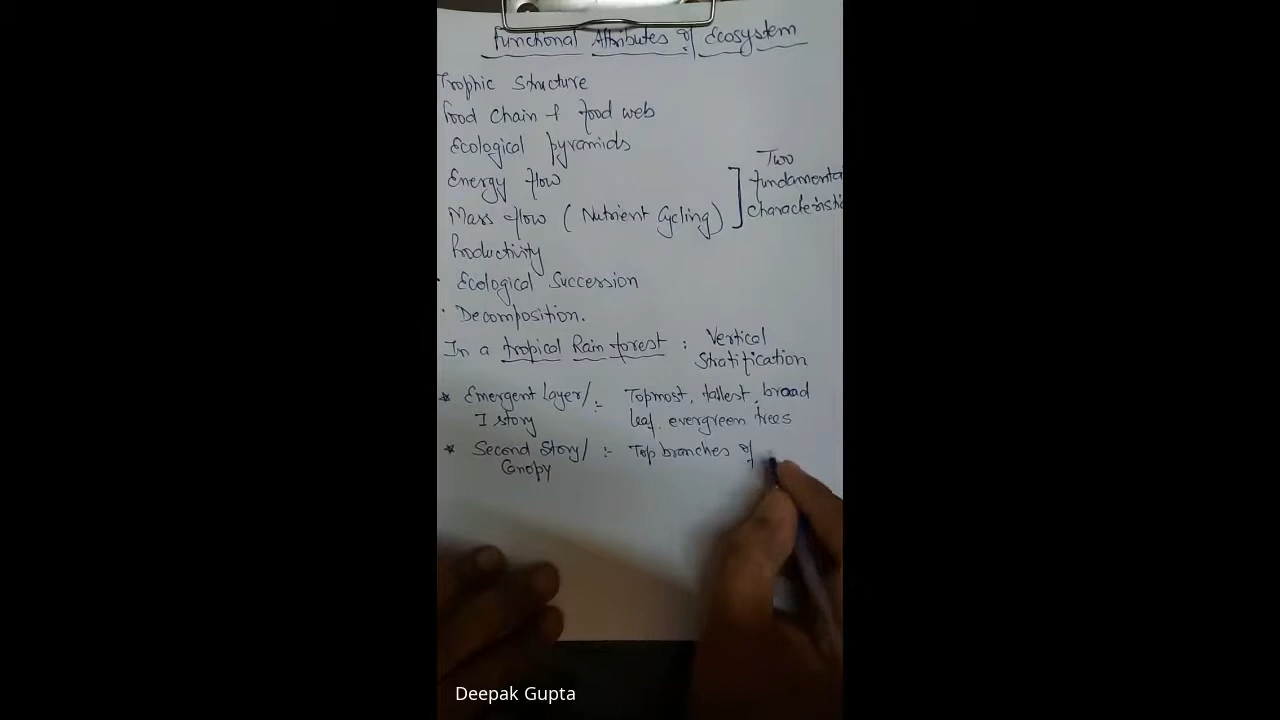 Functional Attributes of Ecosystem
Trophic Structure
Food Chain & food web
Ecological pyramids
Energy flow
Mass flow (Nutrient Cycling)
Two
fundamental
characteristic
Productivity
· Ecological Succession
· Decomposition.
In a tropical Rain forest : Vertical
Stratification
* Emergent Layer/ :- Topmost, tallest, broad
I story leaf. evergreen trees
* Second Story/ :- Top branches of
Canopy
Deepak Gupta